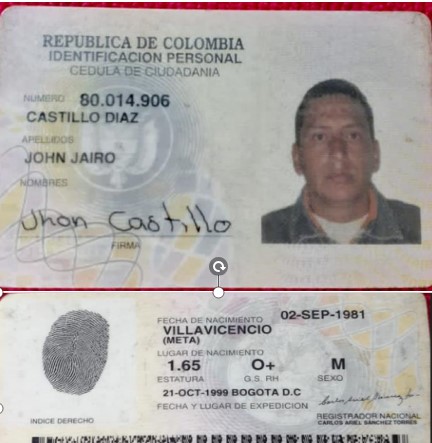 REPUBLICA DE COLOMBIA
IDENTIFICACION PERSONAL
CEDULA DE CIUDADANIA
NUMERO 80.014.906
CASTILLO DIAZ
APELLIDOS
JOHN JAIRO
NOMBRES
Jhon Castillo
FIRMA
FECHA DE NACIMIENTO 02-SEP-1981
VILLAVICENCIO
(META)
LUGAR DE NACIMIENTO
1.65 O+ M
ESTATURA G.S. RH SEXO
21-OCT-1999 BOGOTA D.C
FECHA Y LUGAR DE EXPEDICION
INDICE DERECHO
REGISTRADOR NACIONAL
CARLOS ARIEL SÁNCHEZ TORRES